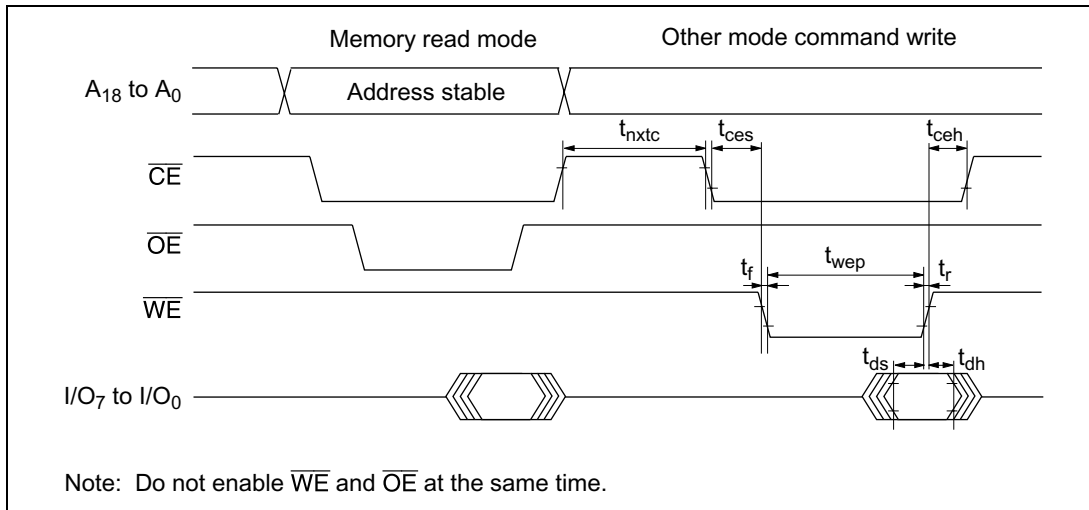 Memory read mode
Other mode command write
A18 to A0
Address stable
tnxtc
tces
tceh
CE
OE
twep
tf
tr
WE
tds
tdh
I/O7 to I/O0
Note: Do not enable WE and OE at the same time.